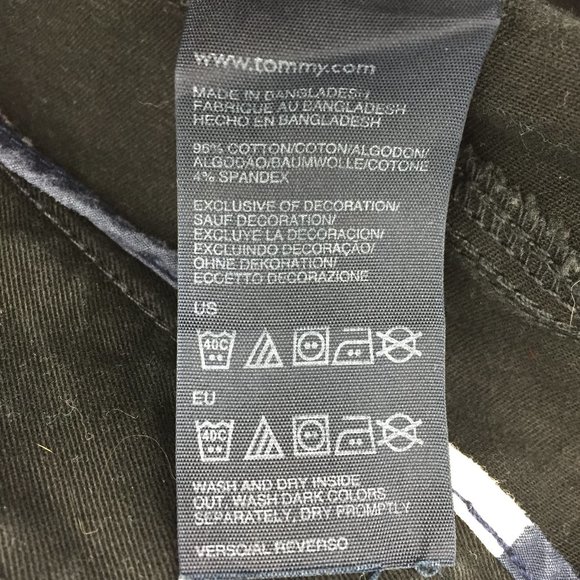 www.tommy.com
MADE IN BANGLADESH
FABRIQUE AU BANGLADESH
HECHO EN BANGLADESH
96% COTTON/COTON/ALGODON/
ALGODÃO/BAUMWOLLE/COTONE
4% SPANDEX
EXCLUSIVE OF DECORATION/
SAUF DECORATION/
EXCLUYE LA DECORACION/
EXCLUINDO DECORAÇÃO/
OHNE DEKORATION/
ECCETTO DECORAZIONE
US
40C
EU
40C
WASH AND DRY INSIDE
OUT, WASH DARK COLORS
SEPARATELY, DRY PROMPTLY
VERSO/AL REVERSO